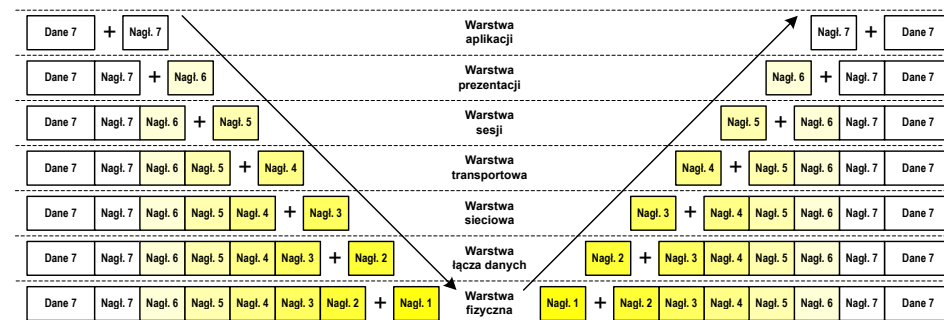 Dane 7 + Nagł. 7 Warstwa aplikacji Nagł. 7 + Dane 7
Dane 7 Nagł. 7 + Nagł. 6 Warstwa prezentacji Nagł. 6 + Nagł. 7 Dane 7
Dane 7 Nagł. 7 Nagł. 6 + Nagł. 5 Warstwa sesji Nagł. 5 + Nagł. 6 Nagł. 7 Dane 7
Dane 7 Nagł. 7 Nagł. 6 Nagł. 5 + Nagł. 4 Warstwa transportowa Nagł. 4 + Nagł. 5 Nagł. 6 Nagł. 7 Dane 7
Dane 7 Nagł. 7 Nagł. 6 Nagł. 5 Nagł. 4 + Nagł. 3 Warstwa sieciowa Nagł. 3 + Nagł. 4 Nagł. 5 Nagł. 6 Nagł. 7 Dane 7
Dane 7 Nagł. 7 Nagł. 6 Nagł. 5 Nagł. 4 Nagł. 3 + Nagł. 2 Warstwa łącza danych Nagł. 2 + Nagł. 3 Nagł. 4 Nagł. 5 Nagł. 6 Nagł. 7 Dane 7
Dane 7 Nagł. 7 Nagł. 6 Nagł. 5 Nagł. 4 Nagł. 3 Nagł. 2 + Nagł. 1 Warstwa fizyczna Nagł. 1 + Nagł. 2 Nagł. 3 Nagł. 4 Nagł. 5 Nagł. 6 Nagł. 7 Dane 7